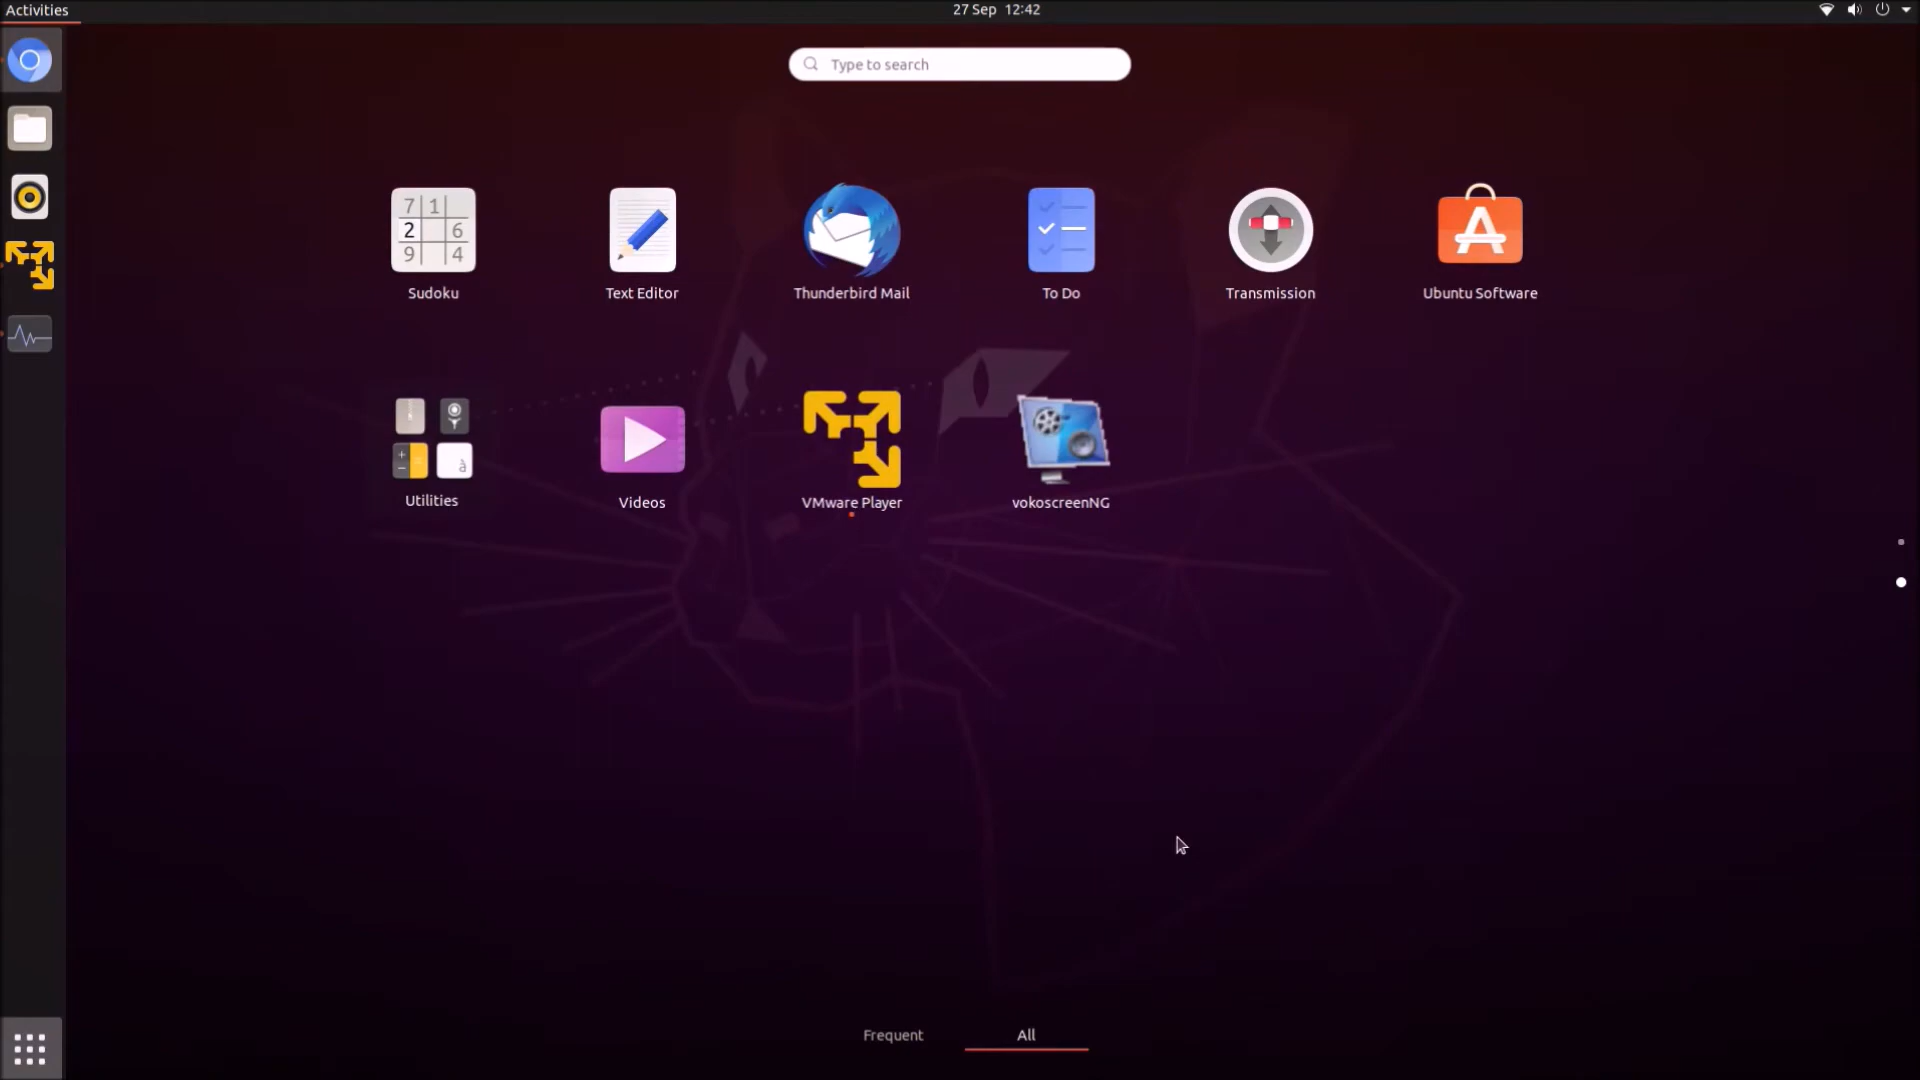 Activities
27 Sep 12:42
Type to search
7 1
2 6
9 4
Sudoku
Text Editor
Thunderbird Mail
To Do
Transmission
Ubuntu Software
à
Utilities
Videos
VMware Player
vokoscreenNG
Frequent
All